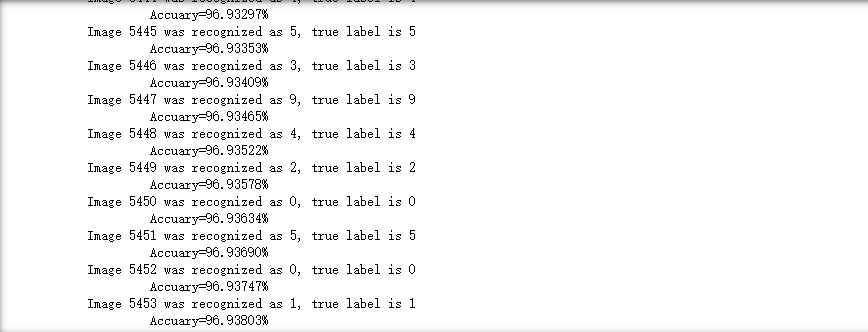 Accuary=96.93297%
Image 5445 was recognized as 5, true label is 5
Accuary=96.93353%
Image 5446 was recognized as 3, true label is 3
Accuary=96.93409%
Image 5447 was recognized as 9, true label is 9
Accuary=96.93465%
Image 5448 was recognized as 4, true label is 4
Accuary=96.93522%
Image 5449 was recognized as 2, true label is 2
Accuary=96.93578%
Image 5450 was recognized as 0, true label is 0
Accuary=96.93634%
Image 5451 was recognized as 5, true label is 5
Accuary=96.93690%
Image 5452 was recognized as 0, true label is 0
Accuary=96.93747%
Image 5453 was recognized as 1, true label is 1
Accuary=96.93803%